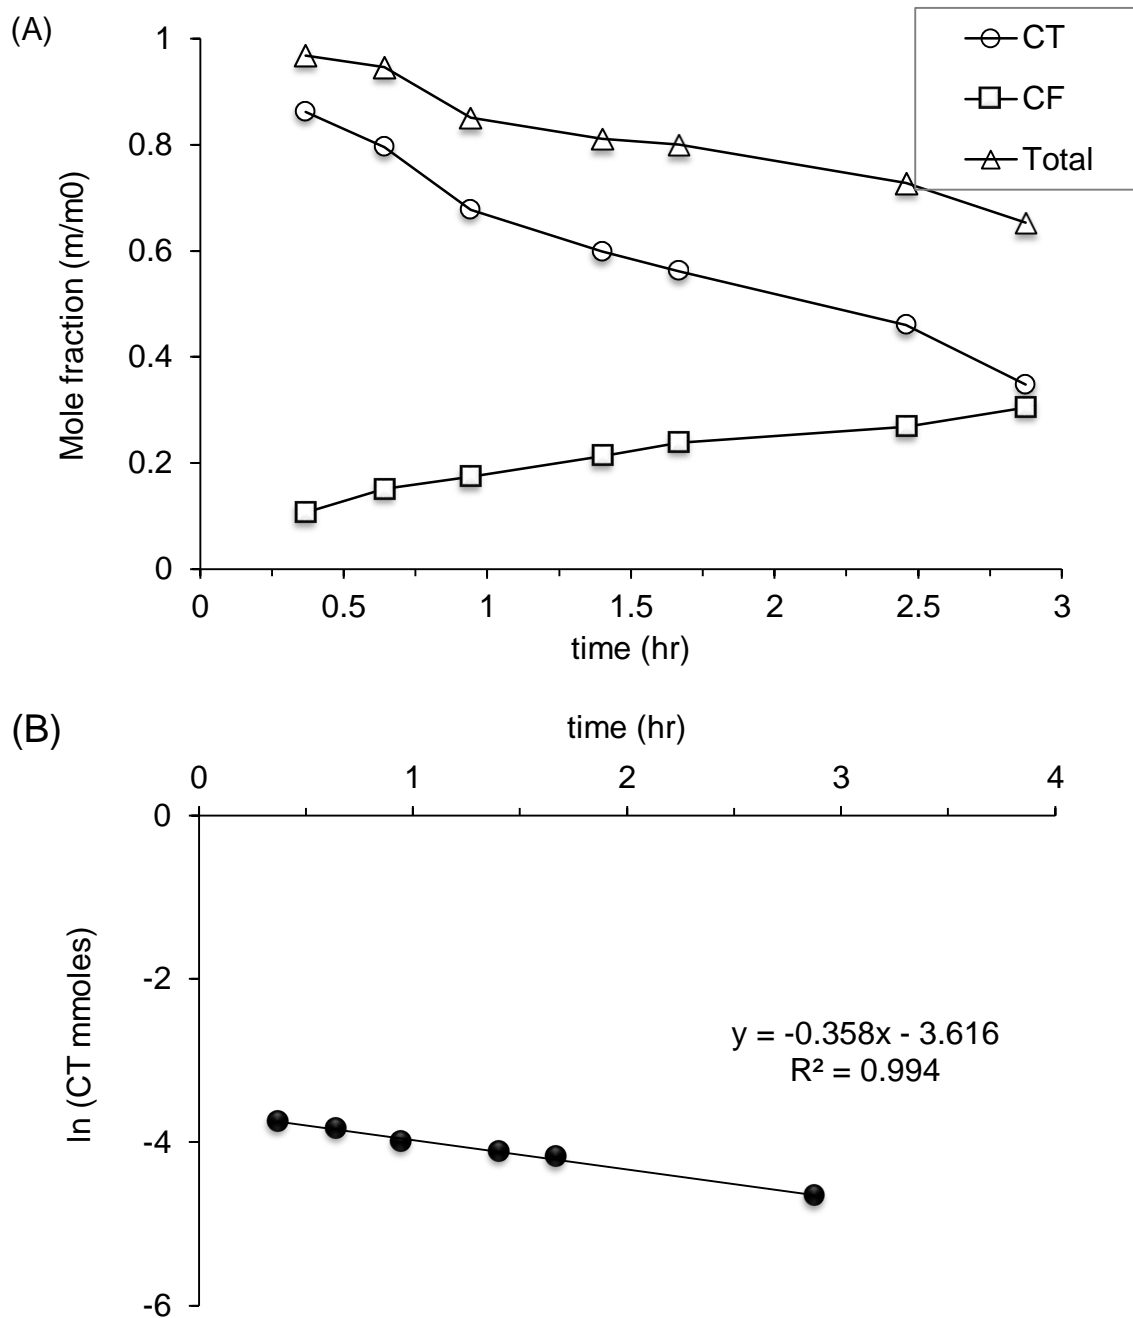 (A)
CT
CF
Total
Mole fraction (m/m0)
1
0.8
0.6
0.4
0.2
0
0 0.5 1 1.5 2 2.5 3
time (hr)
(B)
time (hr)
0 1 2 3 4
ln (CT mmoles)
0
-2
-4
-6
y = -0.358x - 3.616
R² = 0.994